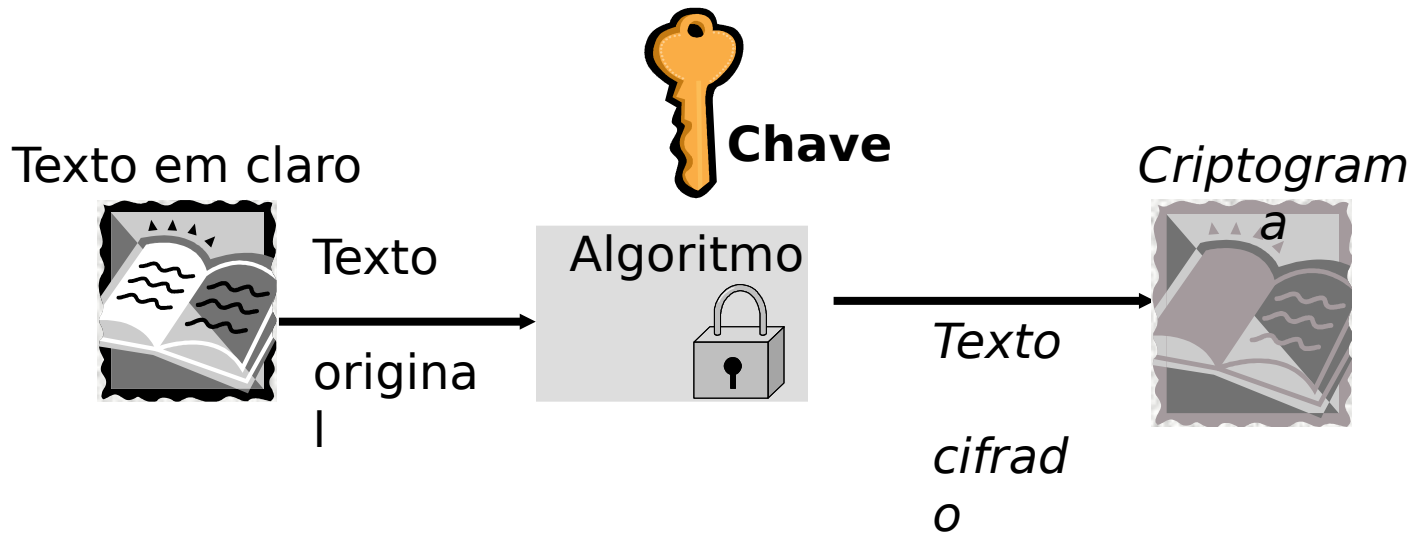 Chave
Texto em claro
Criptogram
a
Texto
origina
l
Algoritmo
Texto
cifrad
o